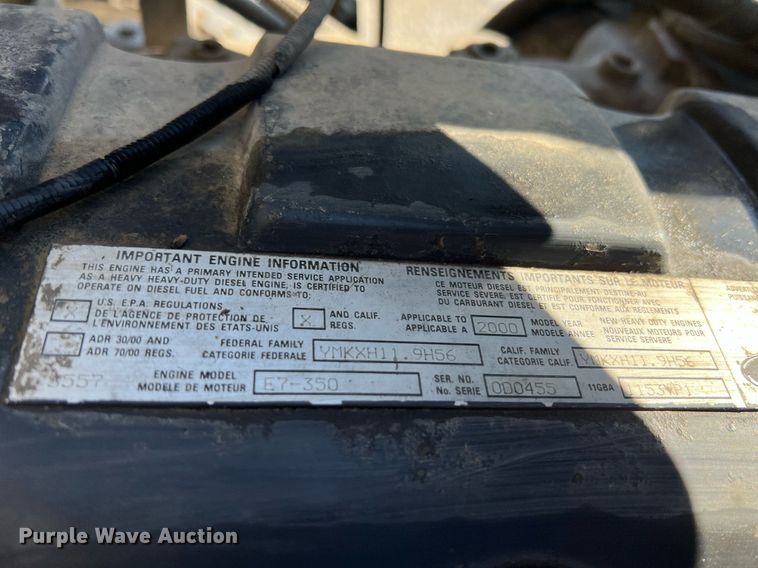 IMPORTANT ENGINE INFORMATION
THIS ENGINE HAS A PRIMARY INTENDED SERVICE APPLICATION
AS A HEAVY HEAVY-DUTY DIESEL ENGINE, IS CERTIFIED TO
OPERATE ON DIESEL FUEL AND CONFORMS TO:
U.S. E.P.A. REGULATIONS
DE L'AGENCE DE PROTECTION DE
L'ENVIRONNEMENT DES ETATS-UNIS
X
AND CALIF.
REGS.
ADR 30/00 AND
ADR 70/00 REGS.
RENSEIGNEMENTS IMPORTANTS SUR LE MOTEUR
CE MOTEUR DIESEL EST PRINCIPALEMENT DESTINE AU
SERVICE SEVERE, EST CERTIFIE POUR FONCTIONNER AVEC
DU CARBURANT DIESEL ET CONFORME AUX REGLEMENTS
APPLICABLE TO
APPLICABLE A
2000
MODEL YEAR
MODELE ANNEE
NEW HEAVY DUTY ENGINES
NOUVEAUX MOTEURS POUR
SERVICE SEVERE
FEDERAL FAMILY
CATEGORIE FEDERALE
YMKXH11.9H56
CALIF. FAMILY
CATEGORIE CALIF.
YMKXH11.9H56
ENGINE MODEL
MODELE DE MOTEUR
E7-350
SER. NO.
No. SERIE
0D0455
11GBA
Purple Wave Auction